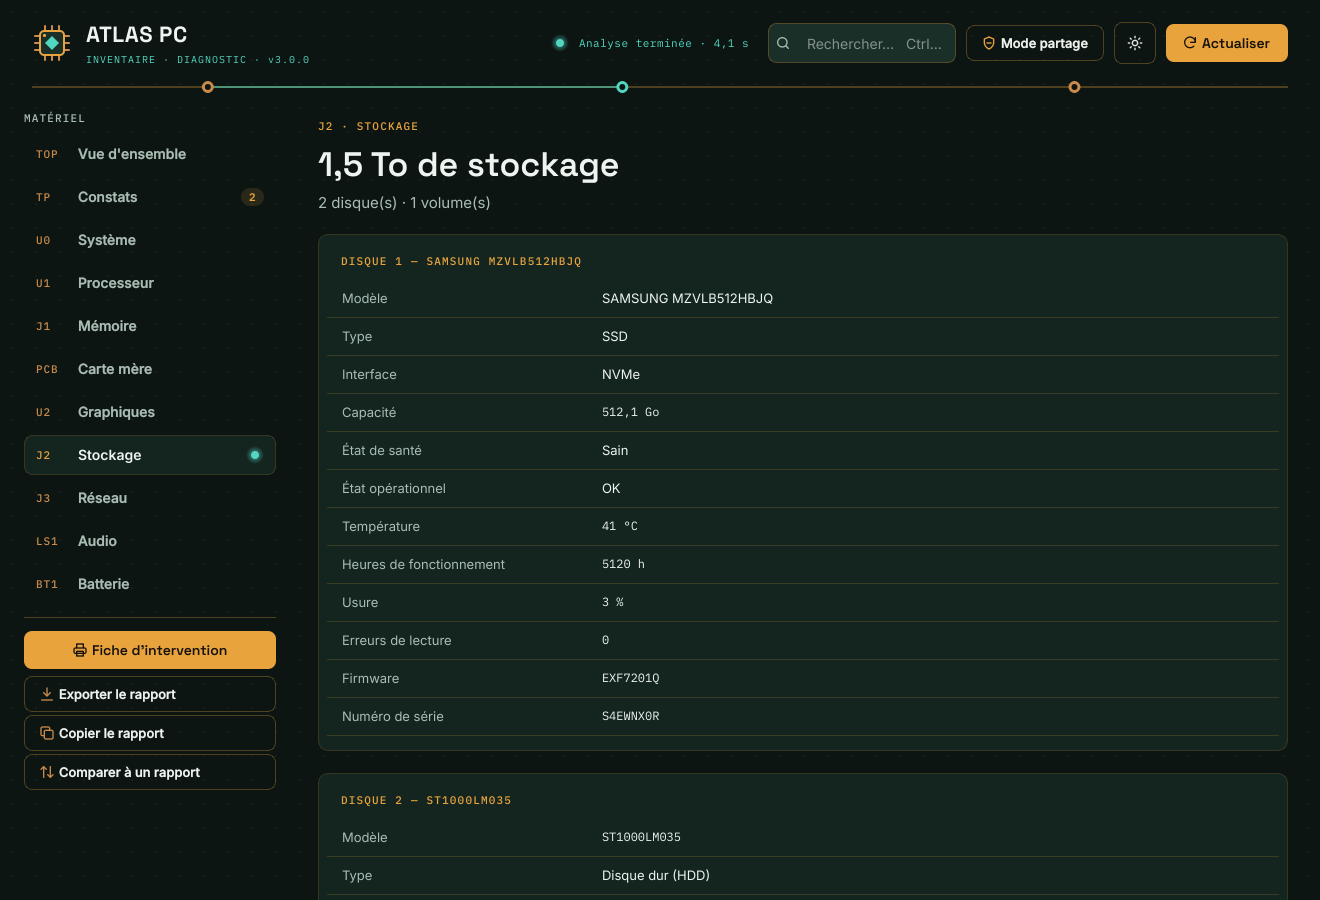 ATLAS PC
INVENTAIRE · DIAGNOSTIC · v3.0.0
Analyse terminée · 4,1 s
Rechercher... Ctrl...
Mode partage
Actualiser
MATÉRIEL
TOP Vue d'ensemble
TP Constats 2
U0 Système
U1 Processeur
J1 Mémoire
PCB Carte mère
U2 Graphiques
J2 Stockage
J3 Réseau
LS1 Audio
BT1 Batterie
Fiche d'intervention
Exporter le rapport
Copier le rapport
Comparer à un rapport
J2 · STOCKAGE
1,5 To de stockage
2 disque(s) · 1 volume(s)
DISQUE 1 — SAMSUNG MZVLB512HBJQ
Modèle SAMSUNG MZVLB512HBJQ
Type SSD
Interface NVMe
Capacité 512,1 Go
État de santé Sain
État opérationnel OK
Température 41 °C
Heures de fonctionnement 5120 h
Usure 3 %
Erreurs de lecture 0
Firmware EXF7201Q
Numéro de série S4EWNX0R
DISQUE 2 — ST1000LM035
Modèle ST1000LM035
Type Disque dur (HDD)